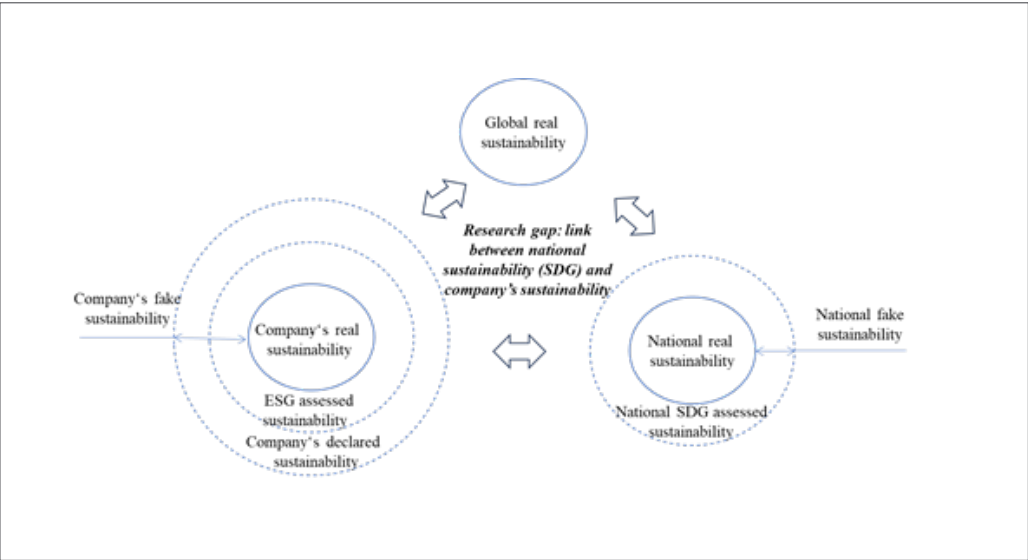 Global real
sustainability
Research gap: link
between national
sustainability (SDG) and
company's sustainability
Company‘s fake
sustainability
Company‘s real
sustainability
ESG assessed
sustainability
Company‘s declared
sustainability
National real
sustainability
National SDG assessed
sustainability
National fake
sustainability